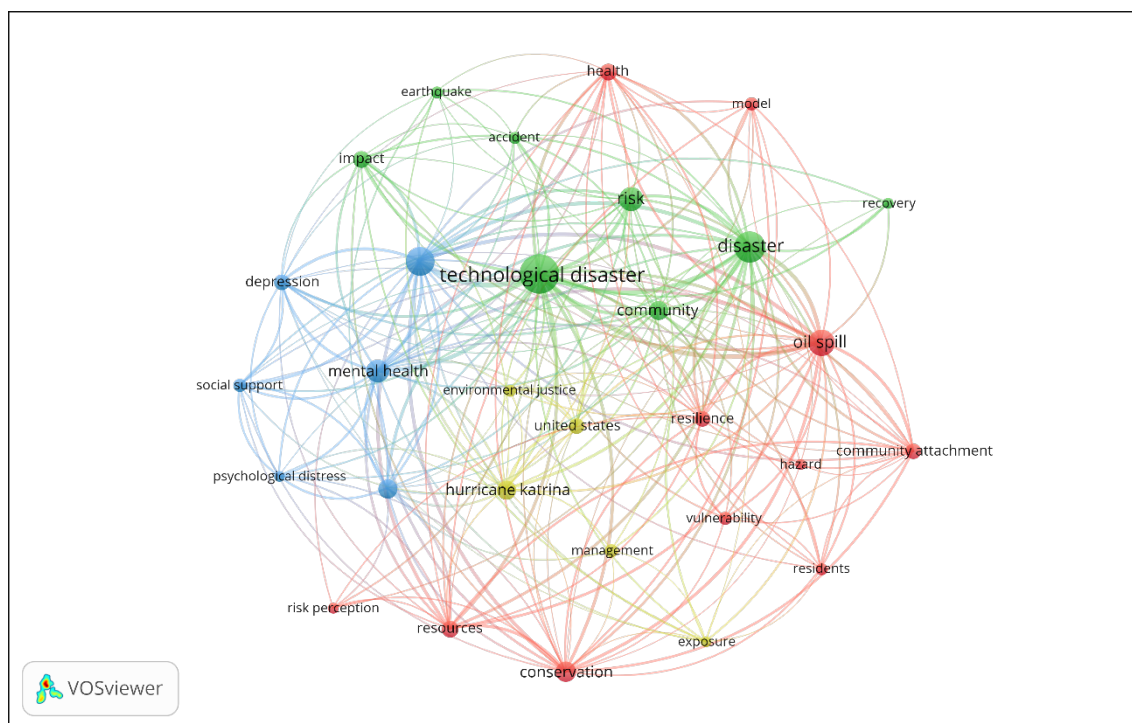 health
earthquake
model
accident
impact
risk
recovery
disaster
technological disaster
depression
community
oil spill
mental health
social support
environmental justice
resilience
united states
community attachment
hazard
psychological distress
hurricane katrina
vulnerability
management
residents
risk perception
resources
exposure
conservation
VOSviewer